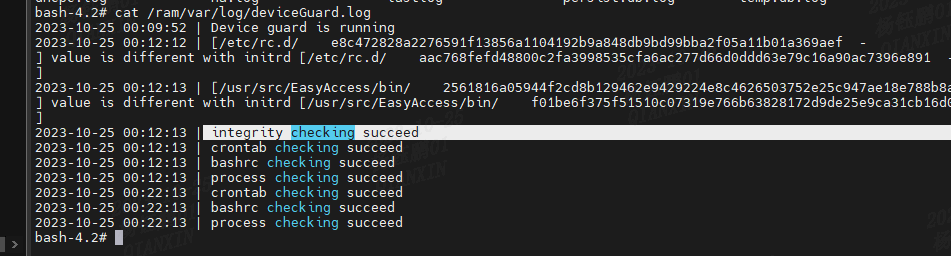 bash-4.2# cat /ram/var/log/deviceGuard.log
2023-10-25 00:09:52 | Device guard is running
2023-10-25 00:12:12 | [/etc/rc.d/ e8c472828a2276591f13856a1104192b9a848db9bd99bba2f05a11b01a369aef -
] value is different with initrd [/etc/rc.d/ aac768fefd48800c2fa3998535cfa6ac277d66d0ddd63e79c16a90ac7396e891 -
]
2023-10-25 00:12:13 | [/usr/src/EasyAccess/bin/ 2561816a05944f2cd8b129462e9429224e8c4626503752e25c947ae18e788b8
] value is different with initrd [/usr/src/EasyAccess/bin/ f01be6f375f51510c07319e766b63828172d9de25e9ca31cb16d0
]
2023-10-25 00:12:13 | integrity checking succeed
2023-10-25 00:12:13 | crontab checking succeed
2023-10-25 00:12:13 | bashrc checking succeed
2023-10-25 00:12:13 | process checking succeed
2023-10-25 00:22:13 | crontab checking succeed
2023-10-25 00:22:13 | bashrc checking succeed
2023-10-25 00:22:13 | process checking succeed
bash-4.2#